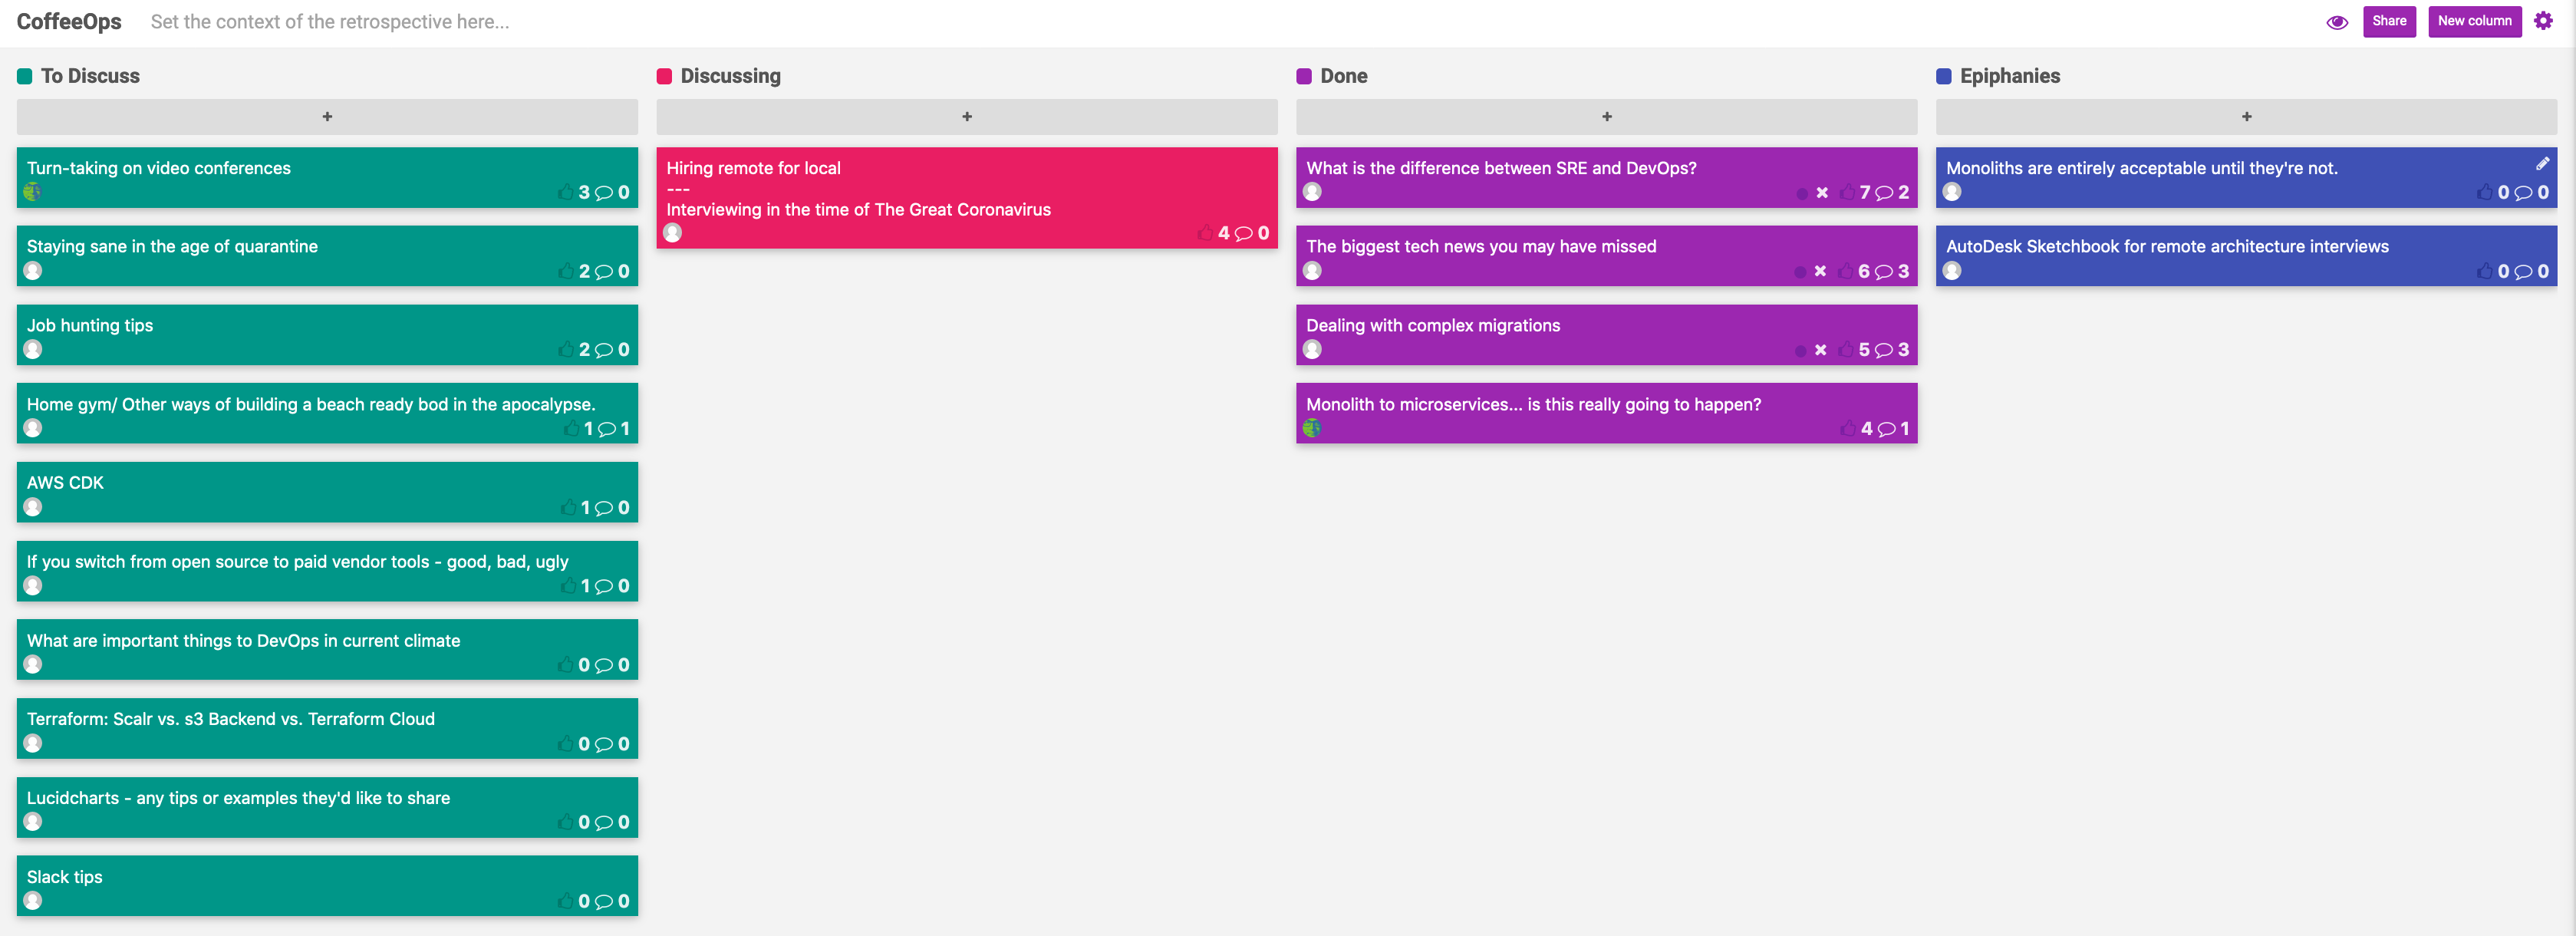 CoffeeOps
Set the context of the retrospective here...
Share
New column
To Discuss
+
Turn-taking on video conferences
3 0
Staying sane in the age of quarantine
2 0
Job hunting tips
2 0
Home gym/ Other ways of building a beach ready bod in the apocalypse.
1 1
AWS CDK
1 0
If you switch from open source to paid vendor tools - good, bad, ugly
1 0
What are important things to DevOps in current climate
0 0
Terraform: Scalr vs. s3 Backend vs. Terraform Cloud
0 0
Lucidcharts - any tips or examples they'd like to share
0 0
Slack tips
0 0
Discussing
+
Hiring remote for local
---
Interviewing in the time of The Great Coronavirus
4 0
Done
+
What is the difference between SRE and DevOps?
7 2
The biggest tech news you may have missed
6 3
Dealing with complex migrations
5 3
Monolith to microservices... is this really going to happen?
4 1
Epiphanies
+
Monoliths are entirely acceptable until they're not.
0 0
AutoDesk Sketchbook for remote architecture interviews
0 0